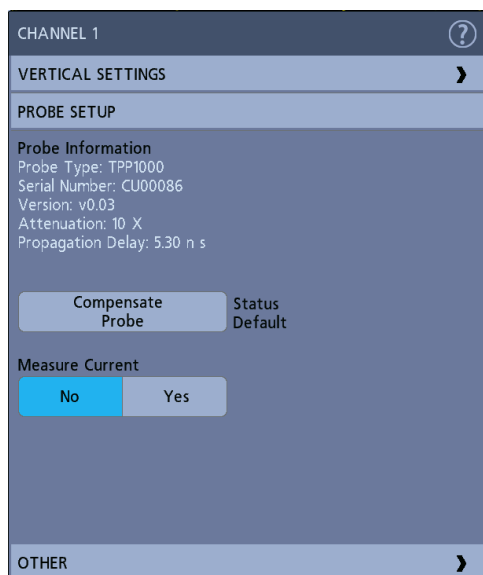 CHANNEL 1
?
VERTICAL SETTINGS
PROBE SETUP
Probe Information
Probe Type: TPP1000
Serial Number: CU00086
Version: v0.03
Attenuation: 10 X
Propagation Delay: 5.30 n s
Compensate
Probe
Status
Default
Measure Current
No
Yes
OTHER